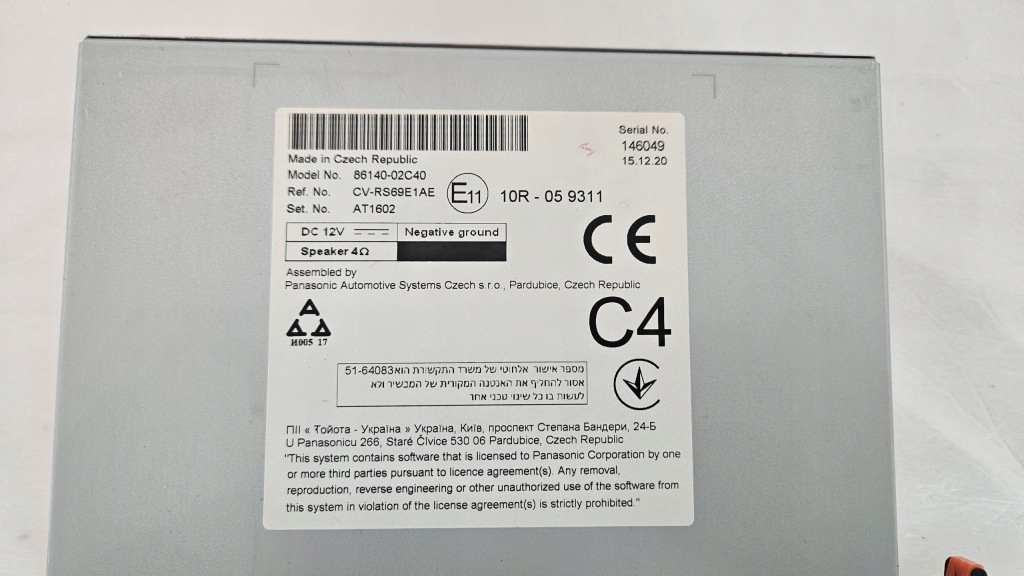 Serial No.
146049
15.12.20
Made in Czech Republic
Model No. 86140-02C40
Ref. No. CV-RS69E1AE
Set. No. AT1602
E11 10R - 05 9311
DC 12V Negative ground
Speaker 4Ω
CE
Assembled by
Panasonic Automotive Systems Czech s.r.o., Pardubice, Czech Republic
C4
И005 17
מספר אישור אלחוטי של משרד התקשורת הוא51-64083
אסור להחליף את האנטנה המקורית של המכשיר ולא
לעשות בו כל שינוי טכני אחר
ПІІ « Тойота - Україна » Україна, Київ, проспект Степана Бандери, 24-Б
U Panasonicu 266, Staré Čívice 530 06 Pardubice, Czech Republic
"This system contains software that is licensed to Panasonic Corporation by one
or more third parties pursuant to licence agreement(s). Any removal,
reproduction, reverse engineering or other unauthorized use of the software from
this system in violation of the license agreement(s) is strictly prohibited."